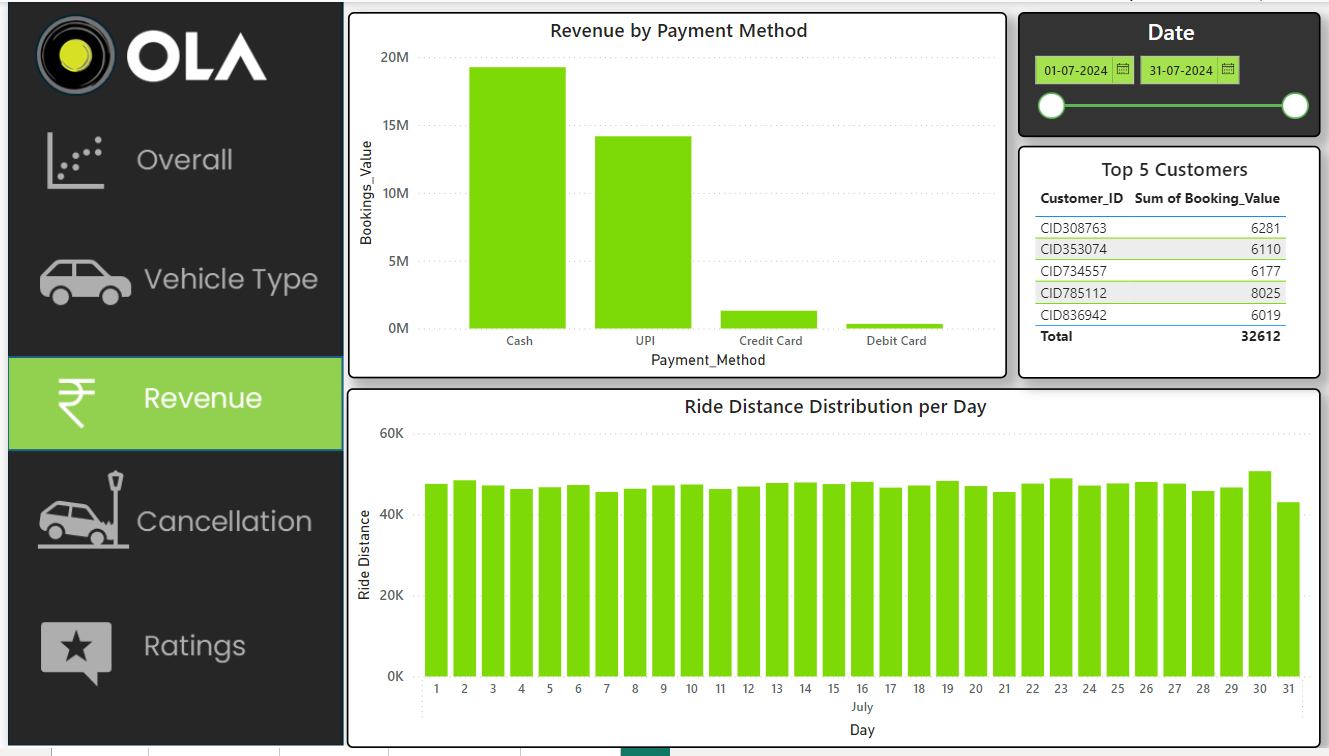 OLA
Overall
Vehicle Type
₹ Revenue
Cancellation
Ratings
Revenue by Payment Method
Bookings_Value
20M
15M
10M
5M
0M
Cash UPI Credit Card Debit Card
Payment_Method
Date
01-07-2024 31-07-2024
Top 5 Customers
Customer_ID Sum of Booking_Value
CID308763 6281
CID353074 6110
CID734557 6177
CID785112 8025
CID836942 6019
Total 32612
Ride Distance Distribution per Day
Ride Distance
60K
40K
20K
0K
1 2 3 4 5 6 7 8 9 10 11 12 13 14 15 16 17 18 19 20 21 22 23 24 25 26 27 28 29 30 31
July
Day